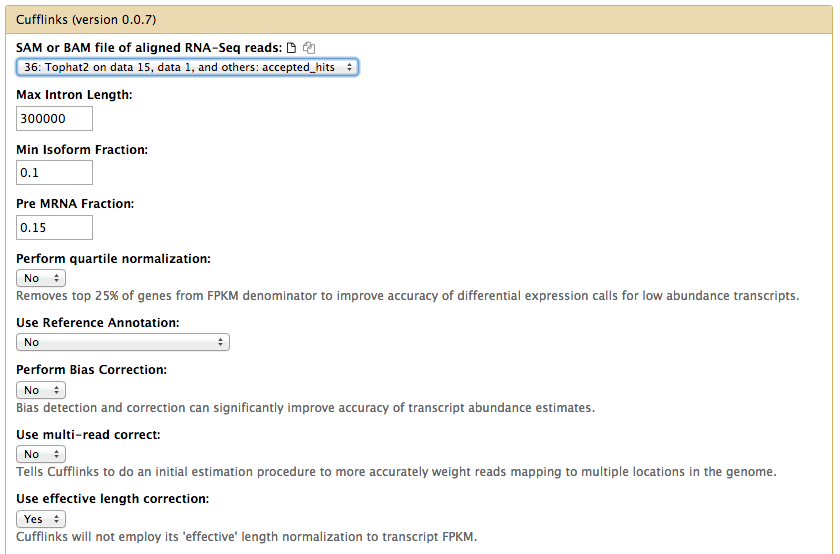 Cufflinks (version 0.0.7)
SAM or BAM file of aligned RNA-Seq reads:
36: Tophat2 on data 15, data 1, and others: accepted_hits
Max Intron Length:
300000
Min Isoform Fraction:
0.1
Pre MRNA Fraction:
0.15
Perform quartile normalization:
No
Removes top 25% of genes from FPKM denominator to improve accuracy of differential expression calls for low abundance transcripts.
Use Reference Annotation:
No
Perform Bias Correction:
No
Bias detection and correction can significantly improve accuracy of transcript abundance estimates.
Use multi-read correct:
No
Tells Cufflinks to do an initial estimation procedure to more accurately weight reads mapping to multiple locations in the genome.
Use effective length correction:
Yes
Cufflinks will not employ its 'effective' length normalization to transcript FPKM.